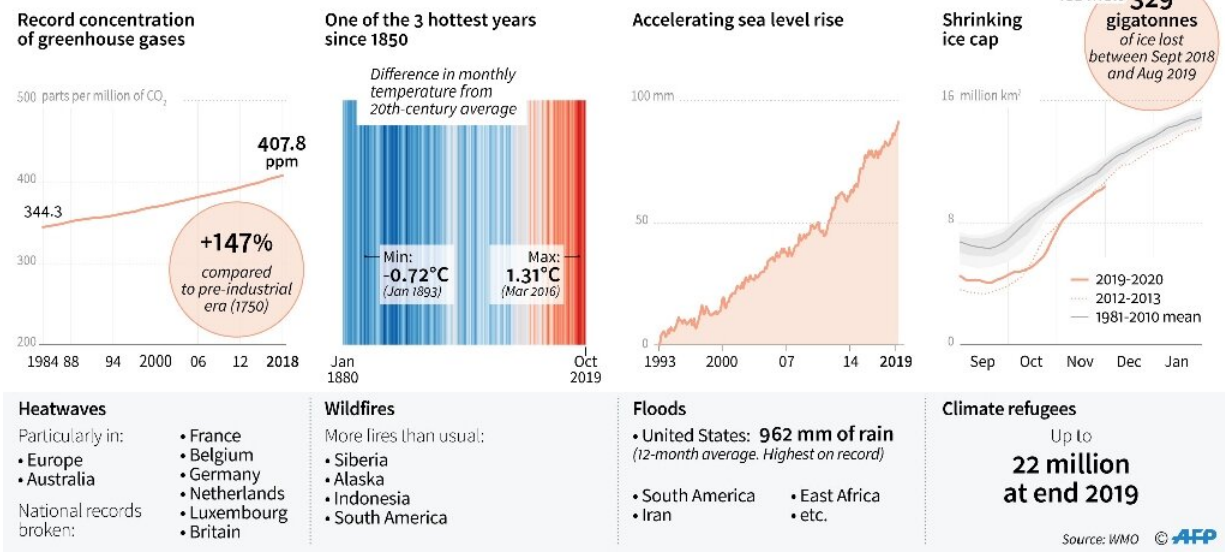 Record concentration
of greenhouse gases
500 parts per million of CO₂
400
300
200
344.3
407.8
ppm
+147%
compared
to pre-industrial
era (1750)
1984 88 94 2000 06 12 2018
One of the 3 hottest years
since 1850
Difference in monthly
temperature from
20th-century average
Min:
-0.72°C
(Jan 1893)
Max:
1.31°C
(Mar 2016)
Jan
1880
Oct
2019
Accelerating sea level rise
100 mm
50
0
1993 2000 07 14 2019
Shrinking
ice cap
329
gigatonnes
of ice lost
between Sept 2018
and Aug 2019
16 million km²
8
0
2019-2020
2012-2013
1981-2010 mean
Sep Oct Nov Dec Jan
Heatwaves
Particularly in:
• Europe
• Australia
National records
broken:
• France
• Belgium
• Germany
• Netherlands
• Luxembourg
• Britain
Wildfires
More fires than usual:
• Siberia
• Alaska
• Indonesia
• South America
Floods
• United States: 962 mm of rain
(12-month average. Highest on record)
• South America
• Iran
• East Africa
• etc.
Climate refugees
Up to
22 million
at end 2019
Source: WMO © AFP